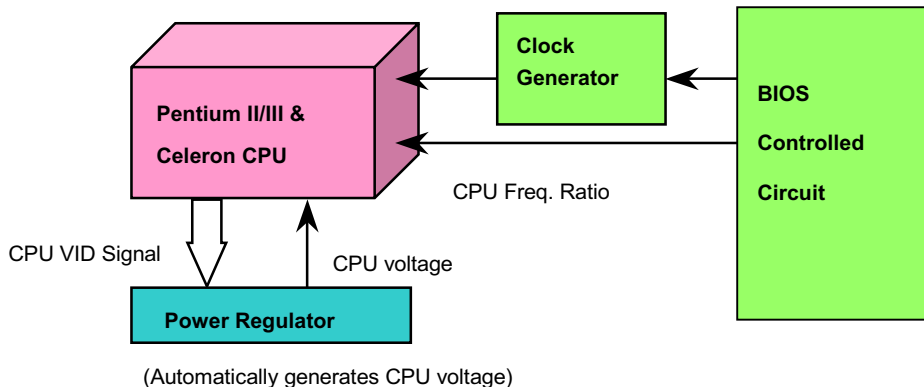 Clock
Generator
BIOS
Controlled
Circuit
Pentium II/III &
Celeron CPU
CPU Freq. Ratio
CPU VID Signal
CPU voltage
Power Regulator
(Automatically generates CPU voltage)